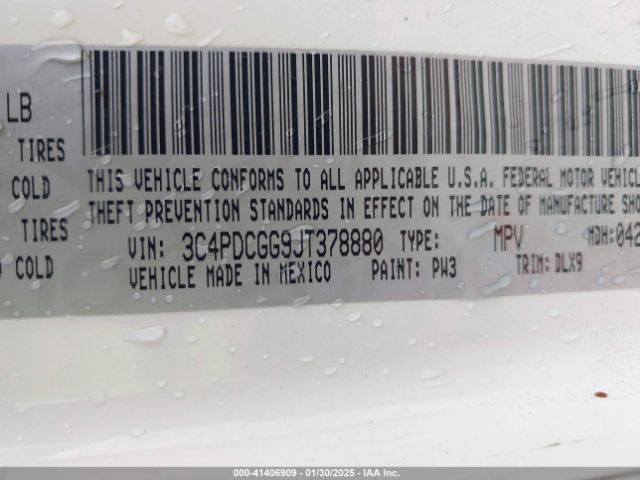 LB
TIRES
COLD
TIRES
COLD
THIS VEHICLE CONFORMS TO ALL APPLICABLE U.S.A. FEDERAL MOTOR VEHICL
THEFT PREVENTION STANDARDS IN EFFECT ON THE DATE OF MANUFACTURE SHO
VIN: 3C4PDCGG9JT378880 TYPE: MPV MDH:042
VEHICLE MADE IN MEXICO PAINT: PW3 TRIM: DLX9
000-41406909 - 01/30/2025 - IAA Inc.